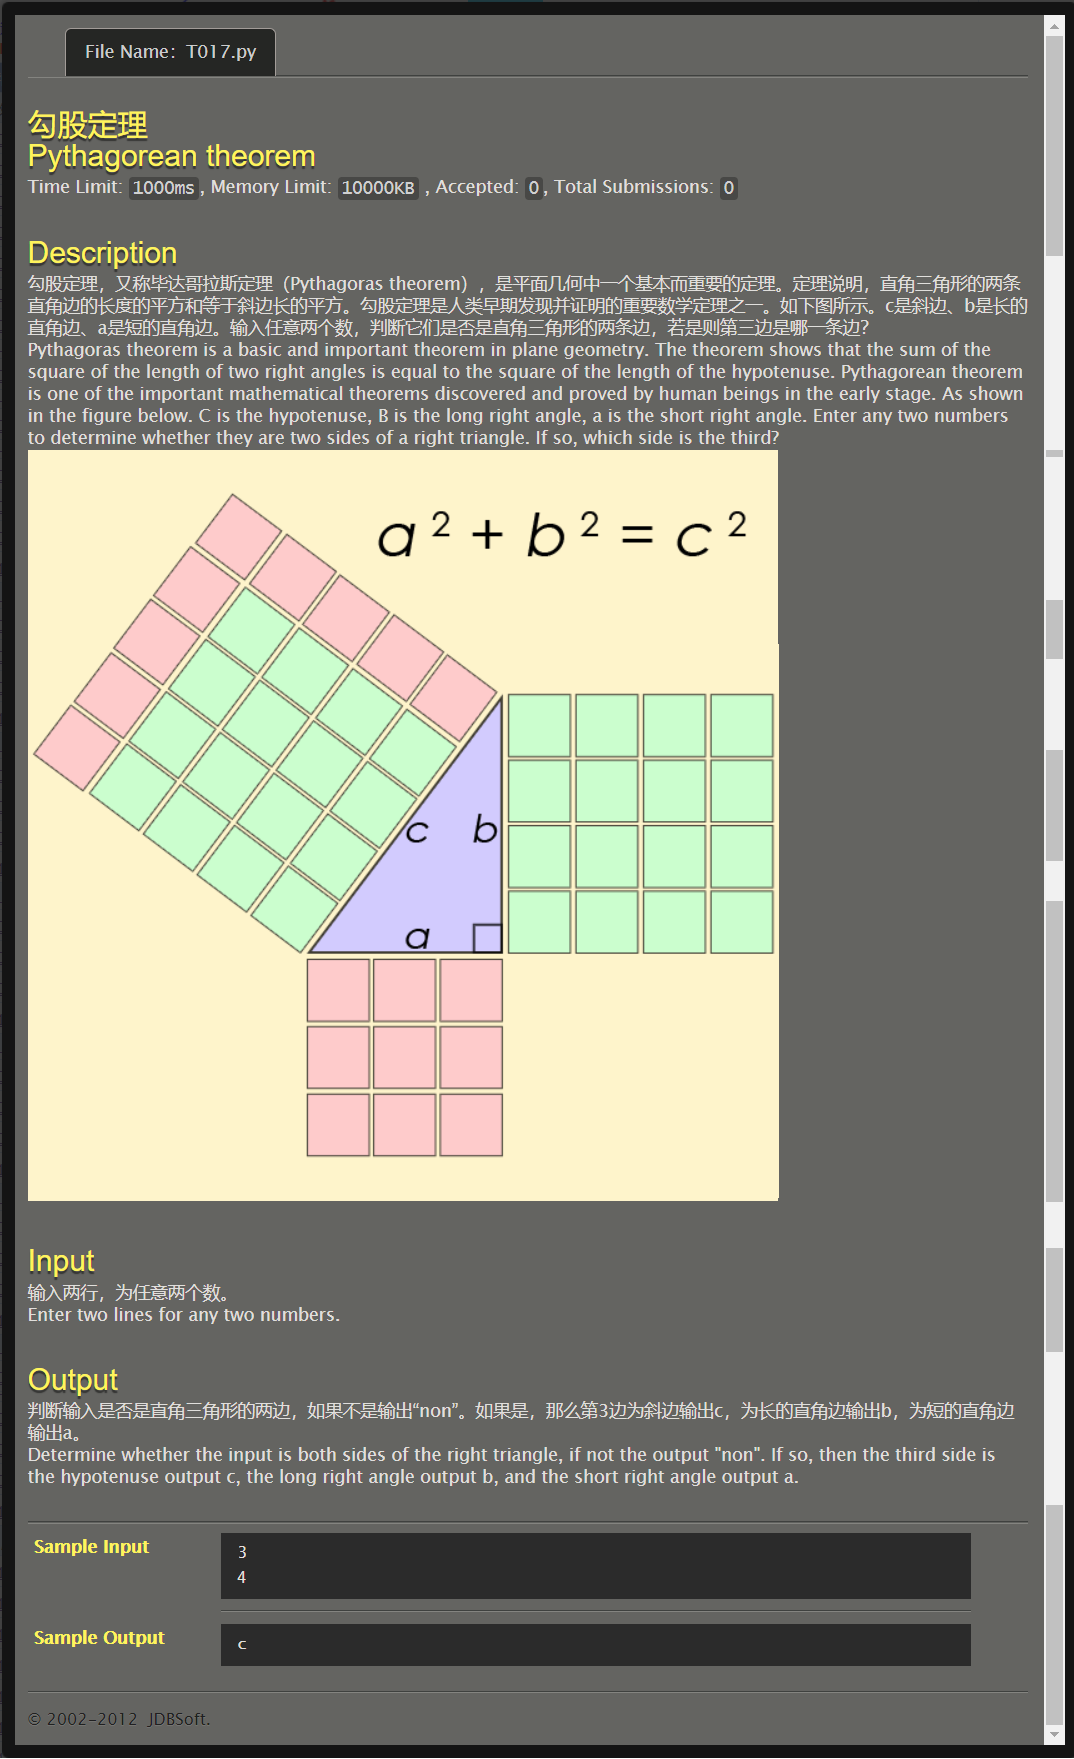 File Name: T017.py
勾股定理
Pythagorean theorem
Time Limit: 1000ms, Memory Limit: 10000KB , Accepted: 0, Total Submissions: 0
Description
勾股定理，又称毕达哥拉斯定理（Pythagoras theorem），是平面几何中一个基本而重要的定理。定理说明，直角三角形的两条
直角边的长度的平方和等于斜边长的平方。勾股定理是人类早期发现并证明的重要数学定理之一。如下图所示。c是斜边、b是长的
直角边、a是短的直角边。输入任意两个数，判断它们是否是直角三角形的两条边，若是则第三边是哪一条边?
Pythagoras theorem is a basic and important theorem in plane geometry. The theorem shows that the sum of the
square of the length of two right angles is equal to the square of the length of the hypotenuse. Pythagorean theorem
is one of the important mathematical theorems discovered and proved by human beings in the early stage. As shown
in the figure below. C is the hypotenuse, B is the long right angle, a is the short right angle. Enter any two numbers
to determine whether they are two sides of a right triangle. If so, which side is the third?
a² + b² = c²
c b
a
Input
输入两行，为任意两个数。
Enter two lines for any two numbers.
Output
判断输入是否是直角三角形的两边，如果不是输出“non”。如果是，那么第3边为斜边输出c，为长的直角边输出b，为短的直角边
输出a。
Determine whether the input is both sides of the right triangle, if not the output "non". If so, then the third side is
the hypotenuse output c, the long right angle output b, and the short right angle output a.
Sample Input
3
4
Sample Output
c
© 2002-2012 JDBSoft.